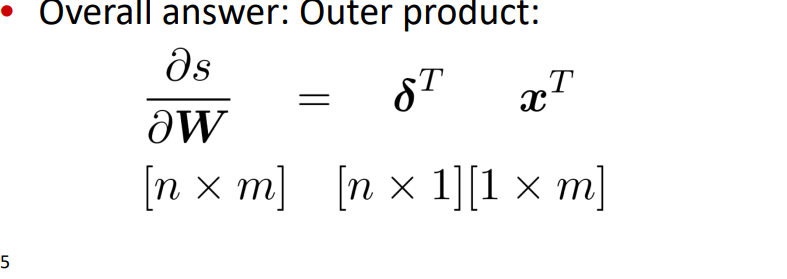 • Overall answer: Outer product:
∂s/∂W = δ^T x^T
[n × m] [n × 1][1 × m]
5